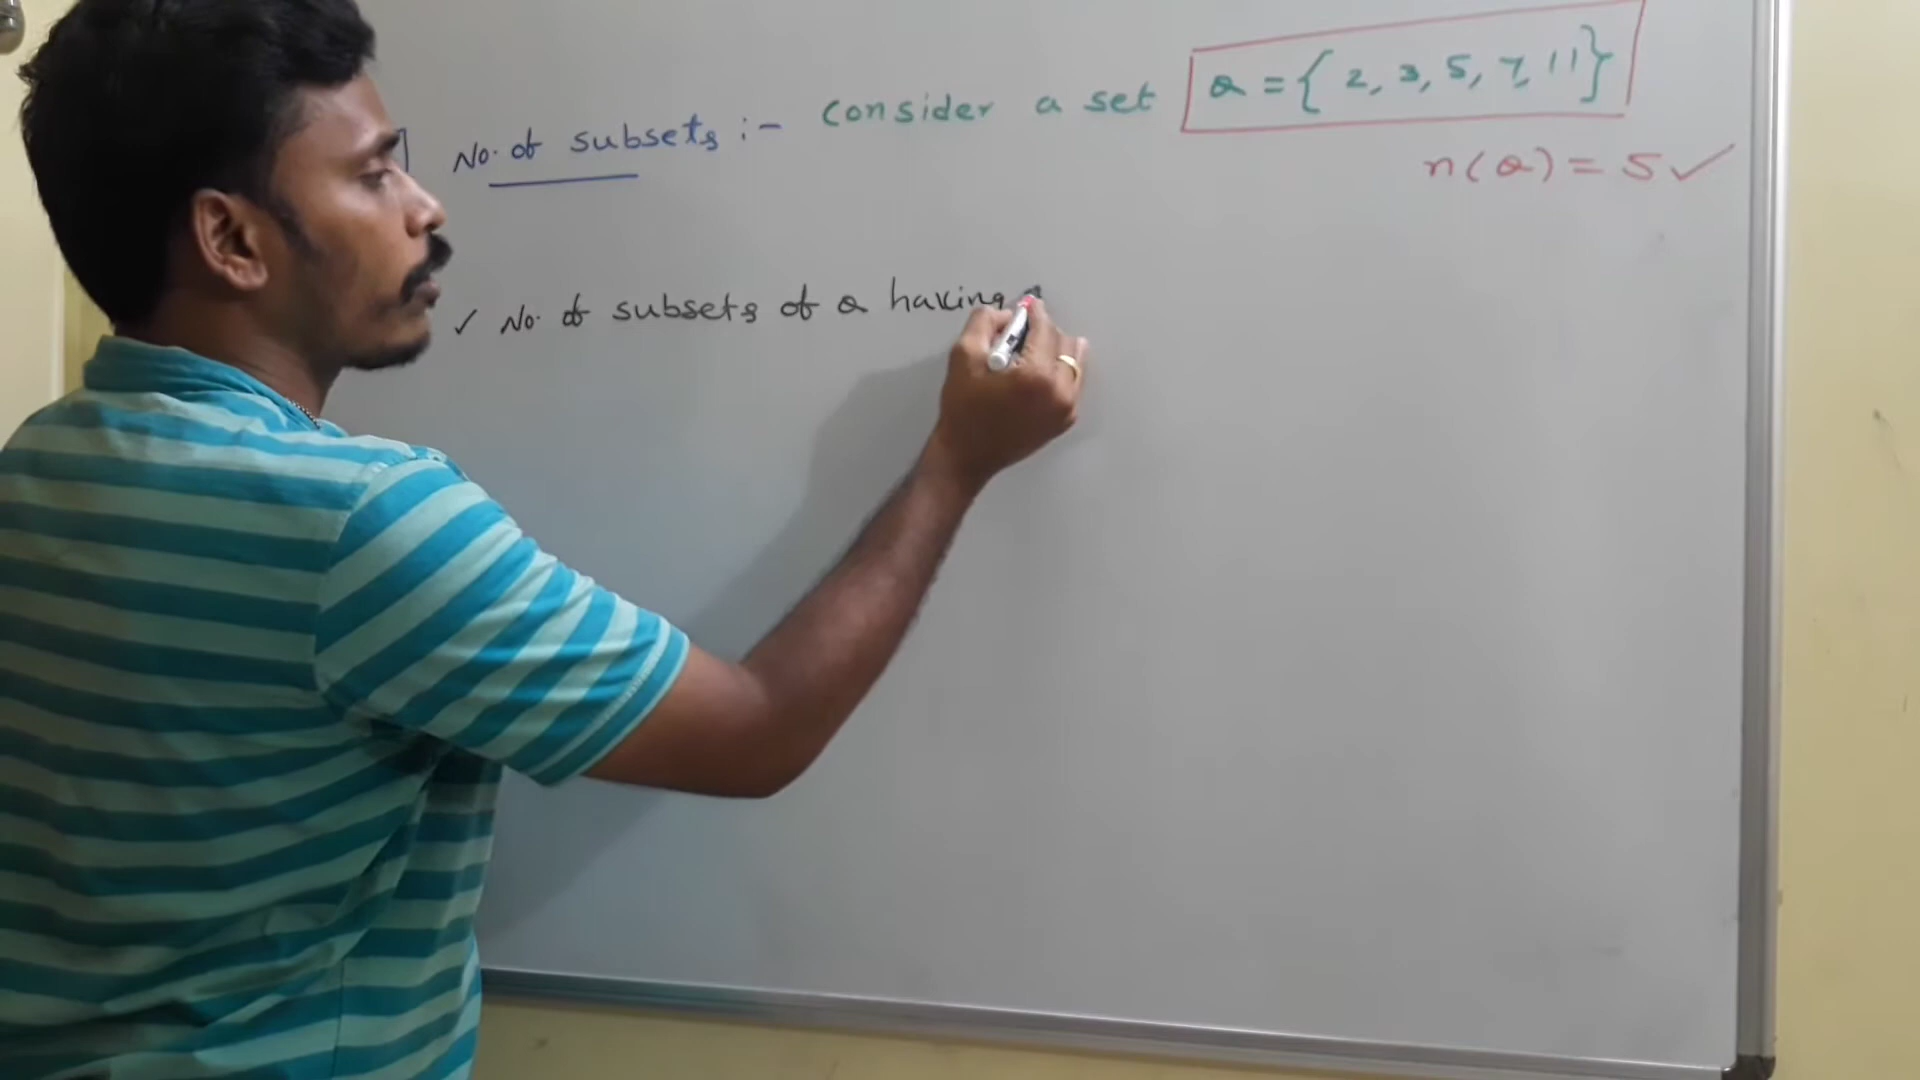 No. of subsets :- consider a set Q = { 2, 3, 5, 7, 11 }
n(Q) = 5 ✓
✓ No. of subsets of Q having